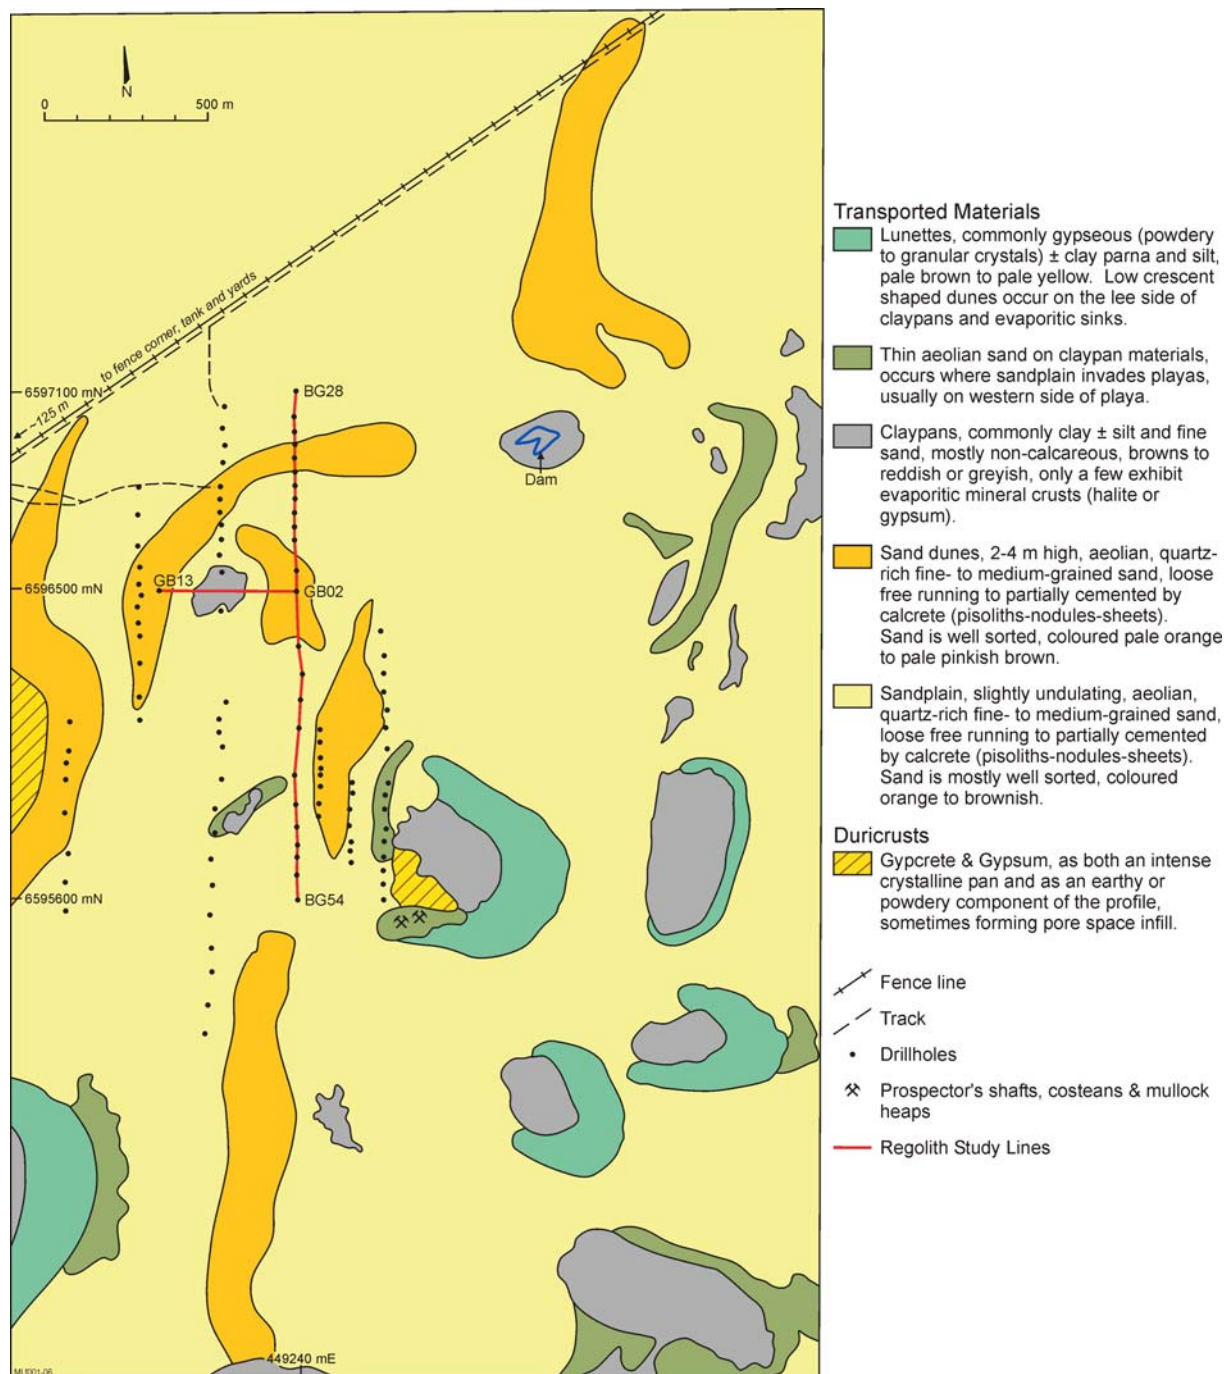 N
0 500 m
to fence corner, tank and yards
~125 m
6597100 mN
BG28
Dam
GB13
6596500 mN
GB02
6595600 mN
BG54
449240 mE
Transported Materials
Lunettes, commonly gypseous (powdery
to granular crystals) ± clay parna and silt,
pale brown to pale yellow. Low crescent
shaped dunes occur on the lee side of
claypans and evaporitic sinks.
Thin aeolian sand on claypan materials,
occurs where sandplain invades playas,
usually on western side of playa.
Claypans, commonly clay ± silt and fine
sand, mostly non-calcareous, browns to
reddish or greyish, only a few exhibit
evaporitic mineral crusts (halite or
gypsum).
Sand dunes, 2-4 m high, aeolian, quartz-
rich fine- to medium-grained sand, loose
free running to partially cemented by
calcrete (pisoliths-nodules-sheets).
Sand is well sorted, coloured pale orange
to pale pinkish brown.
Sandplain, slightly undulating, aeolian,
quartz-rich fine- to medium-grained sand,
loose free running to partially cemented
by calcrete (pisoliths-nodules-sheets).
Sand is mostly well sorted, coloured
orange to brownish.
Duricrusts
Gypcrete & Gypsum, as both an intense
crystalline pan and as an earthy or
powdery component of the profile,
sometimes forming pore space infill.
Fence line
Track
Drillholes
Prospector's shafts, costeans & mullock
heaps
Regolith Study Lines